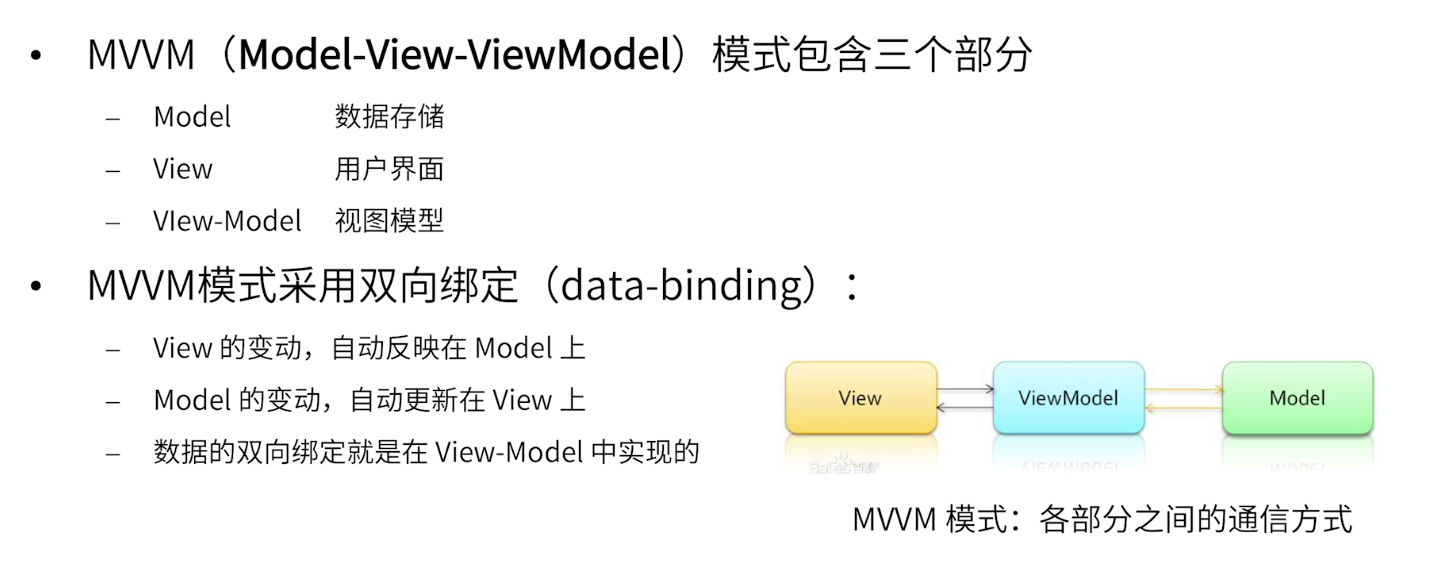 • MVVM（Model-View-ViewModel）模式包含三个部分
– Model 数据存储
– View 用户界面
– VIew-Model 视图模型
• MVVM模式采用双向绑定（data-binding）：
– View 的变动，自动反映在 Model 上
– Model 的变动，自动更新在 View 上
– 数据的双向绑定就是在 View-Model 中实现的
View ViewModel Model
Bai 百科
MVVM 模式：各部分之间的通信方式